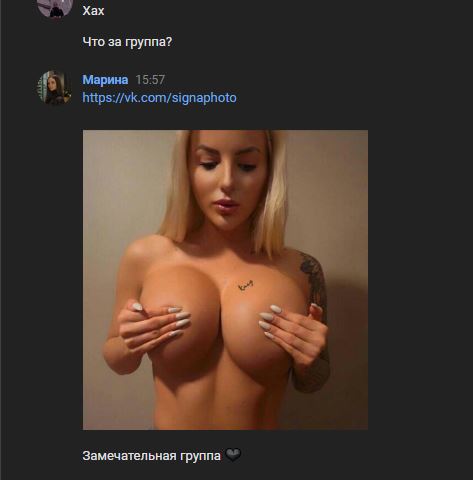 Хах
Что за группа?
Марина 15:57
https://vk.com/signaphoto
Замечательная группа 🖤